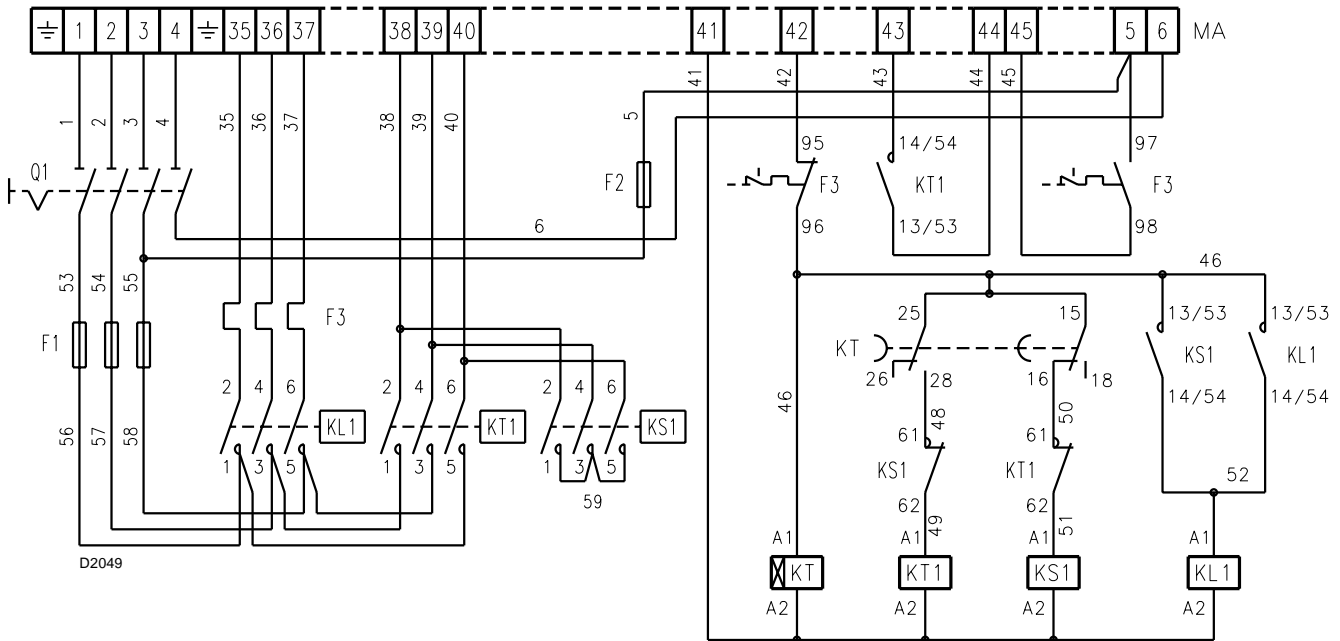 1 2 3 4 35 36 37 38 39 40 41 42 43 44 45 5 6 MA
41 42 43 44 45
1 2 3 4 35 36 37 38 39 40 5
95 14/54 97
Q1 F2 F3 KT1 F3
96 13/53 98
6
53 54 55 46
25 15 13/53 13/53
F1 F3
KT KS1 KL1
26 28 16 18
2 4 6 2 4 6 2 4 6 46 48 50 14/54 14/54
KL1 KT1 KS1
56 57 58 61 61
1 3 5 1 3 5 1 3 5
KS1 KT1 52
59 62 49 62 51
A1 A1 A1 A1
D2049
KT KT1 KS1 KL1
A2 A2 A2 A2